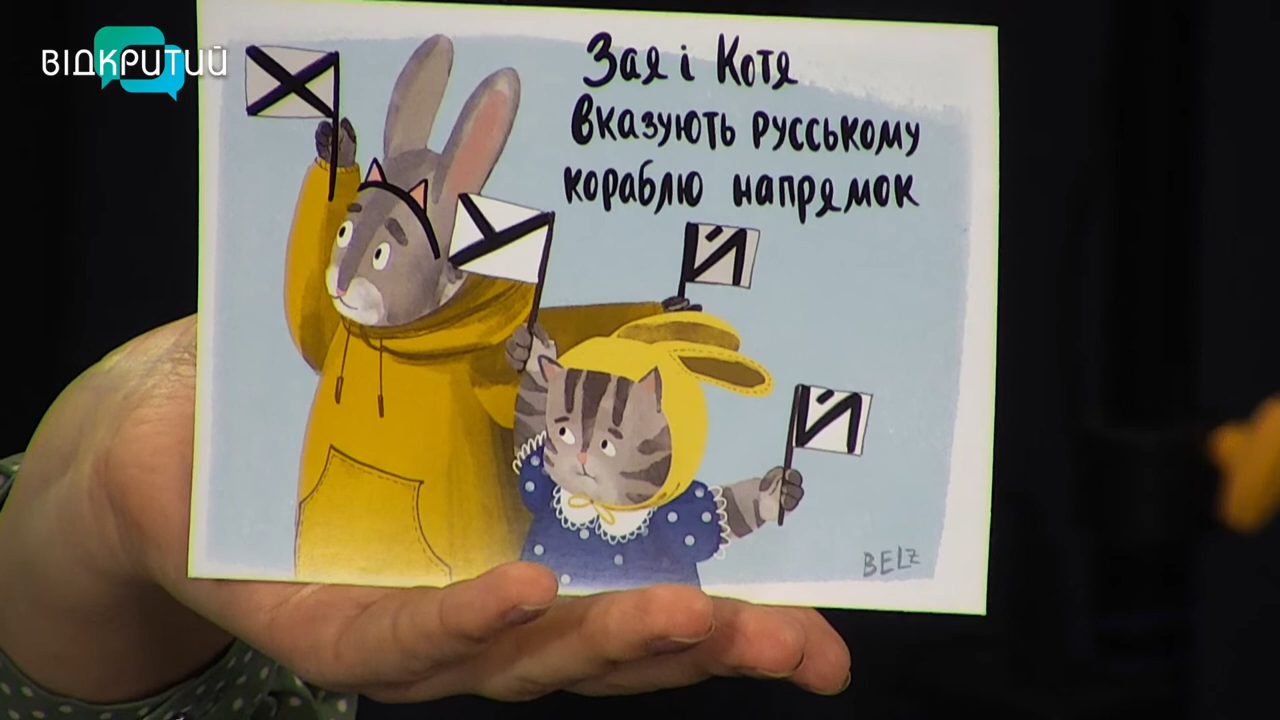 ВІДКРИТИЙ
Зая і Котя
вказують русському
кораблю напрямок
Х У Й Й
BELZ